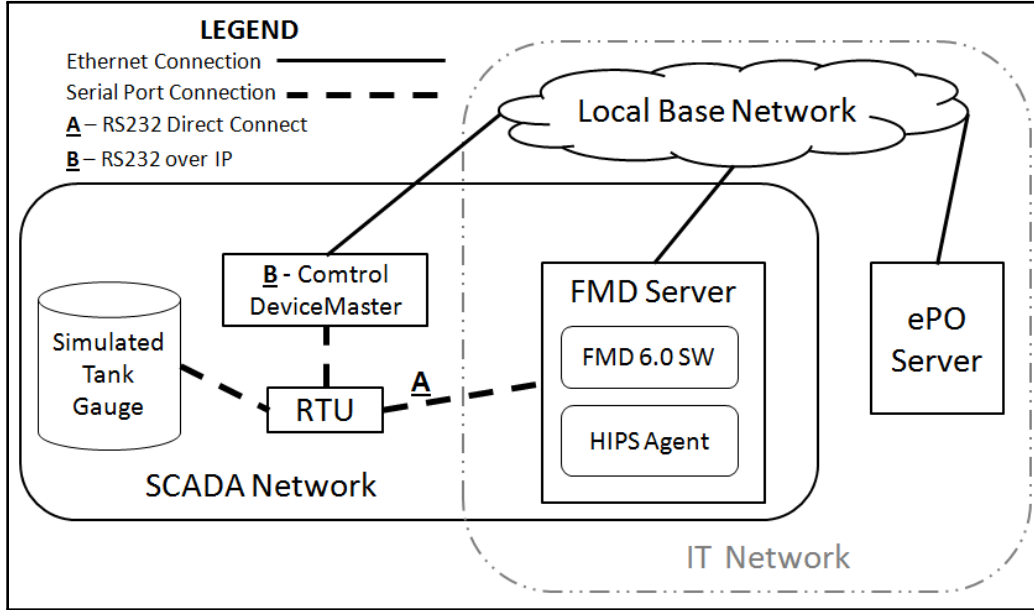 LEGEND
Ethernet Connection
Serial Port Connection
A – RS232 Direct Connect
B – RS232 over IP
Local Base Network
B - Comtrol
DeviceMaster
FMD Server
FMD 6.0 SW
HIPS Agent
ePO
Server
Simulated
Tank
Gauge
RTU
A
SCADA Network
IT Network